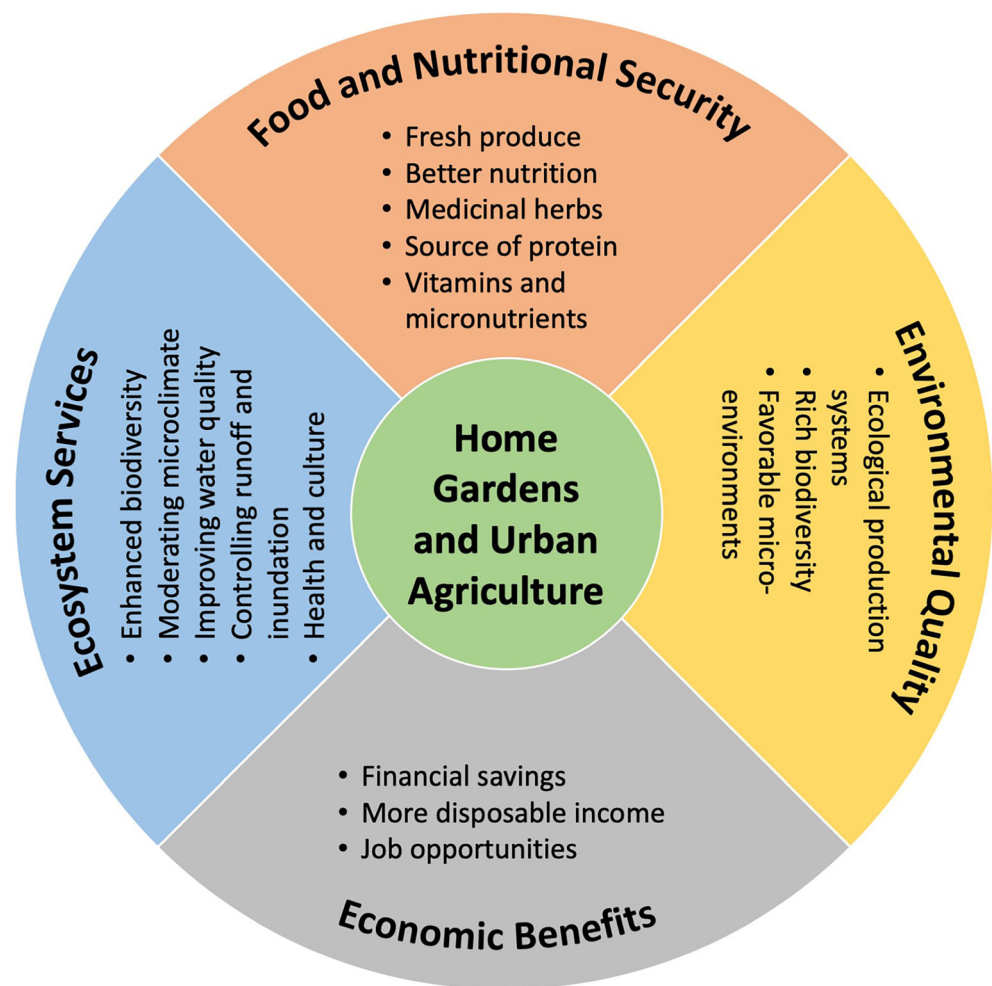 Food and Nutritional Security
• Fresh produce
• Better nutrition
• Medicinal herbs
• Source of protein
• Vitamins and
micronutrients
Environmental Quality
• Ecological production
systems
• Rich biodiversity
• Favorable micro-
environments
Home
Gardens
and Urban
Agriculture
Ecosystem Services
• Enhanced biodiversity
• Moderating microclimate
• Improving water quality
• Controlling runoff and
inundation
• Health and culture
• Financial savings
• More disposable income
• Job opportunities
Economic Benefits